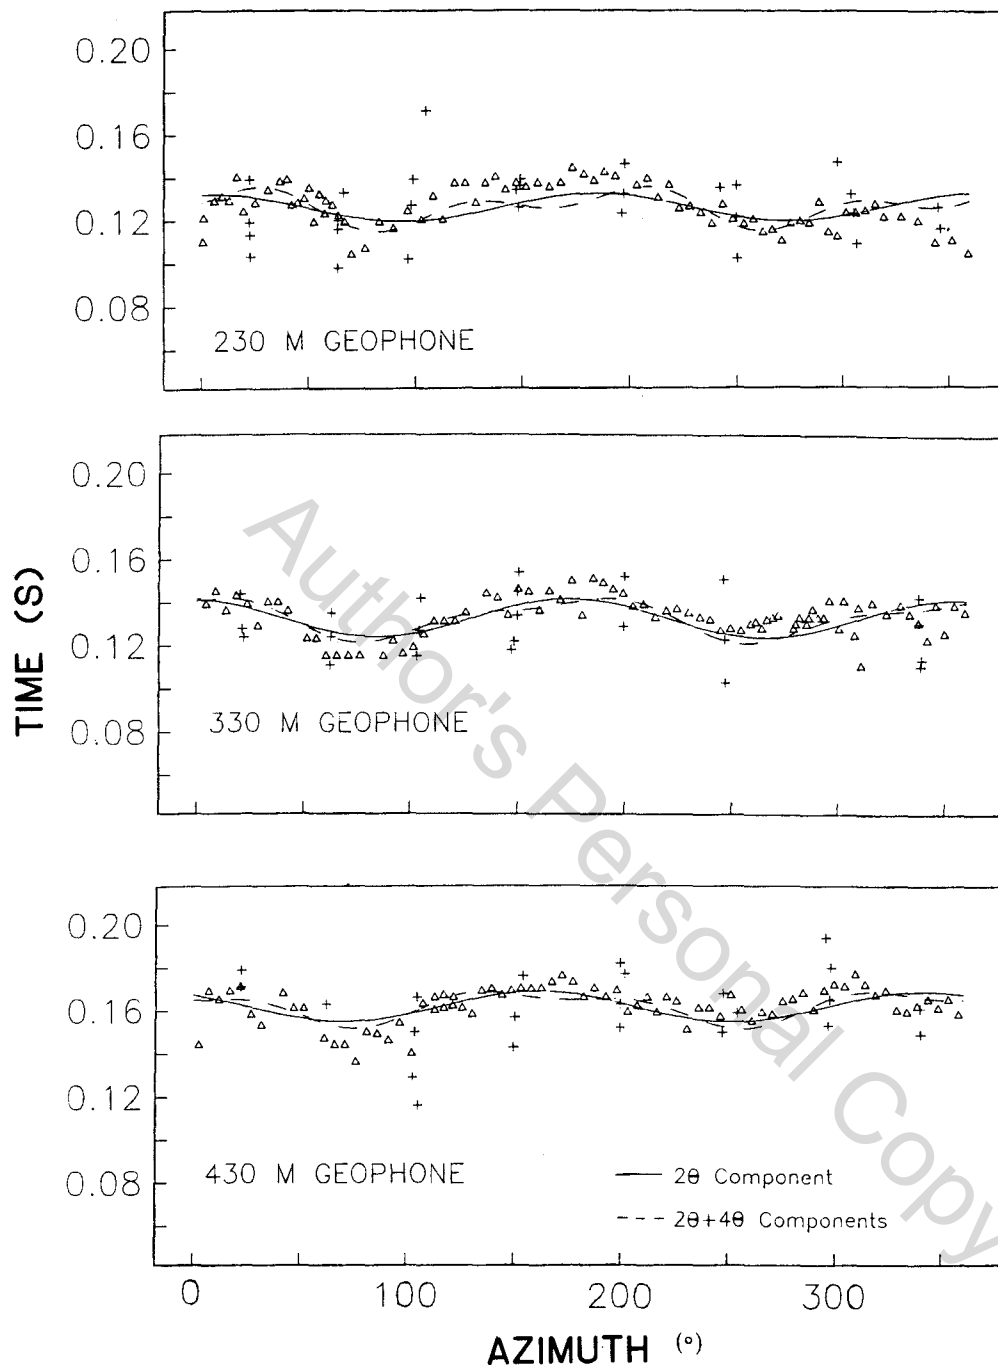 0.20
0.16
0.12
0.08
230 M GEOPHONE
0.20
0.16
0.12
0.08
330 M GEOPHONE
TIME (S)
0.20
0.16
0.12
0.08
430 M GEOPHONE
2θ Component
2θ+4θ Components
0 100 200 300
AZIMUTH (°)
Author's Personal Copy